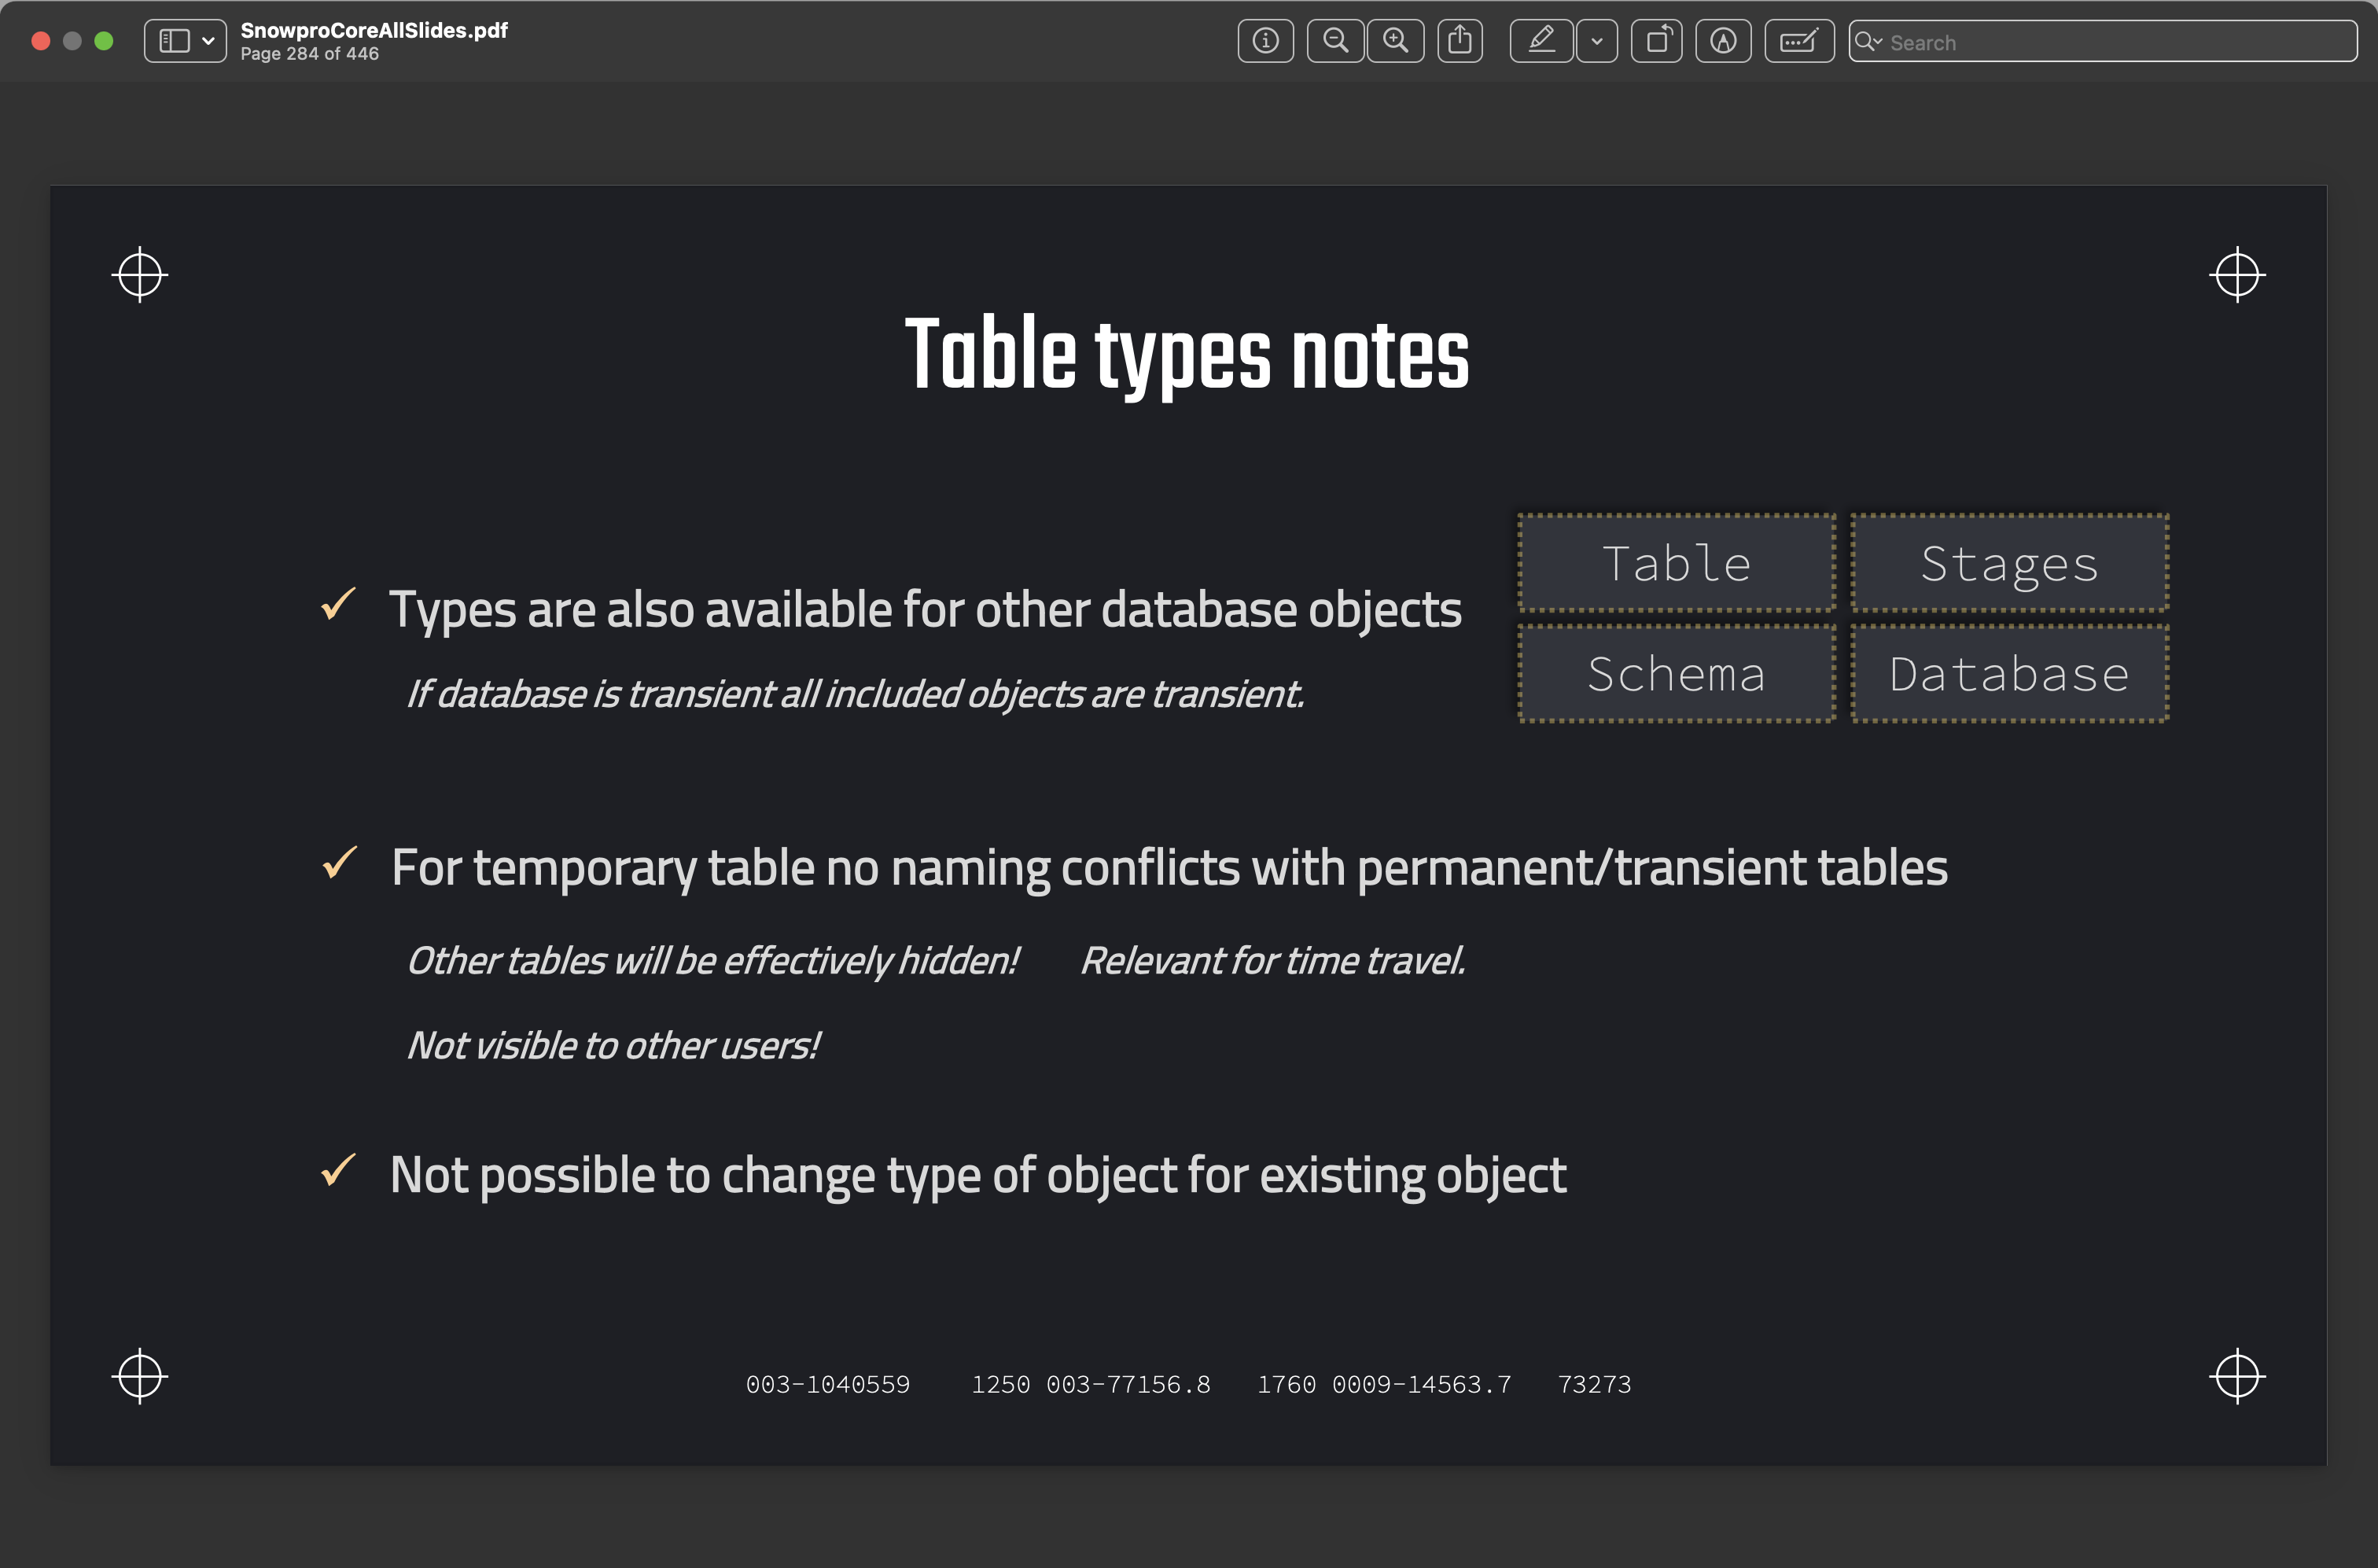 SnowproCoreAllSlides.pdf
Page 284 of 446
Search
Table types notes
Table
Stages
Types are also available for other database objects
Schema
Database
If database is transient all included objects are transient.
For temporary table no naming conflicts with permanent/transient tables
Other tables will be effectively hidden! Relevant for time travel.
Not visible to other users!
Not possible to change type of object for existing object
003-1040559 1250 003-77156.8 1760 0009-14563.7 73273